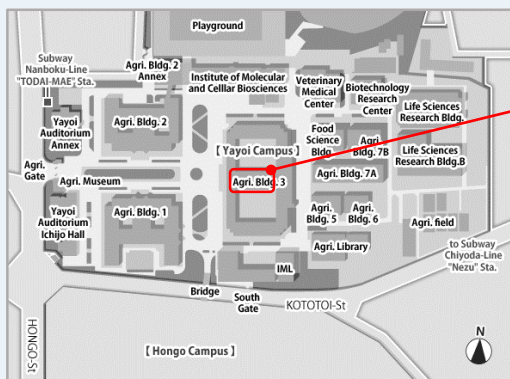 Playground
Subway
Nanboku-Line
"TODAI-MAE" Sta.
Agri. Bldg. 2
Annex
Institute of Molecular
and Celllar Biosciences
Veterinary
Medical
Center
Biotechnology
Research
Center
Life Sciences
Research Bldg.
Yayoi
Auditorium
Annex
Agri. Bldg. 2
Food
Science
Bldg.
Agri.
Bldg. 7B
Life Sciences
Research Bldg.B
【 Yayoi Campus 】
Agri.
Gate
Agri. Museum
Agri. Bldg. 3
Agri. Bldg. 7A
Yayoi
Auditorium
Ichijo Hall
Agri. Bldg. 1
Agri.
Bldg. 5
Agri.
Bldg. 6
Agri. field
Agri. Library
to Subway
Chiyoda-Line
"Nezu" Sta.
IML
Bridge
South
Gate
KOTOTOI-St
HONGO-St
【 Hongo Campus 】
N